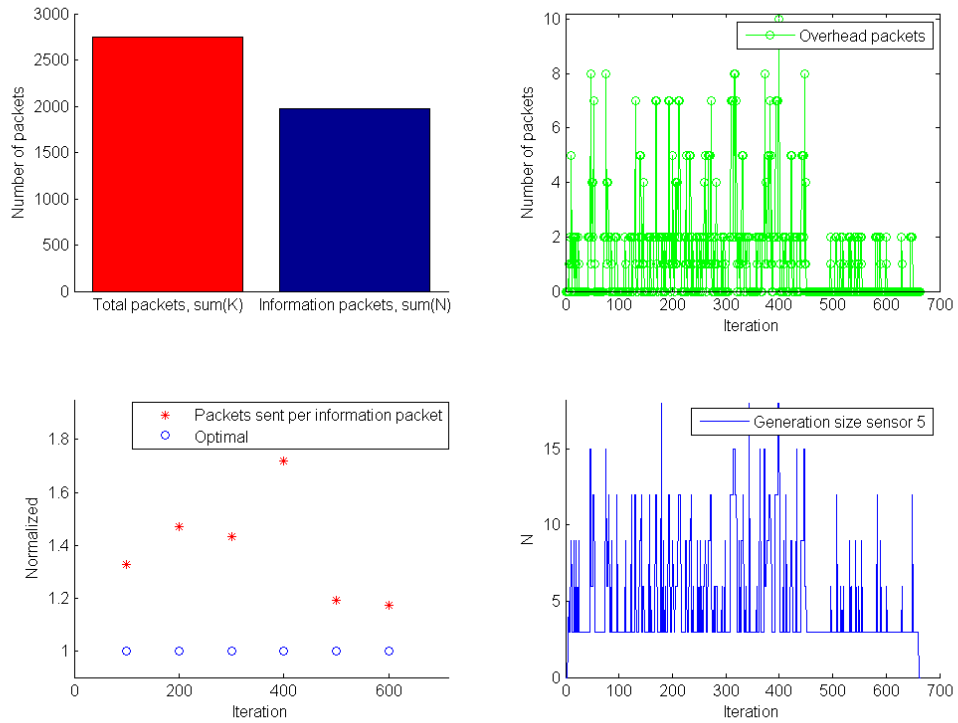 3000
2500
2000
1500
1000
500
0
Number of packets
Total packets, sum(K)
Information packets, sum(N)
10
8
6
4
2
0
Number of packets
Overhead packets
0 100 200 300 400 500 600 700
Iteration
1.8
1.6
1.4
1.2
1
Normalized
Packets sent per information packet
Optimal
0 200 400 600
Iteration
15
10
5
0
N
Generation size sensor 5
0 100 200 300 400 500 600 700
Iteration